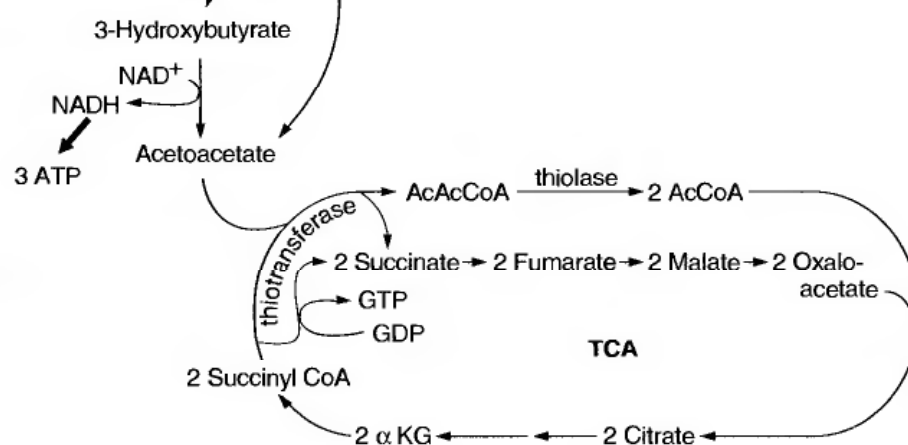 3-Hydroxybutyrate
NAD+
NADH
3 ATP
Acetoacetate
thiotransferase
AcAcCoA
thiolase
2 AcCoA
2 Succinate
2 Fumarate
2 Malate
2 Oxalo-
acetate
GTP
GDP
TCA
2 Succinyl CoA
2 α KG
2 Citrate